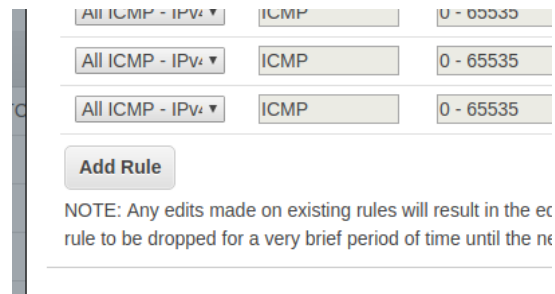 All ICMP - IPv4 ICMP 0 - 65535
All ICMP - IPv4 ICMP 0 - 65535
All ICMP - IPv4 ICMP 0 - 65535
Add Rule
NOTE: Any edits made on existing rules will result in the
rule to be dropped for a very brief period of time until the